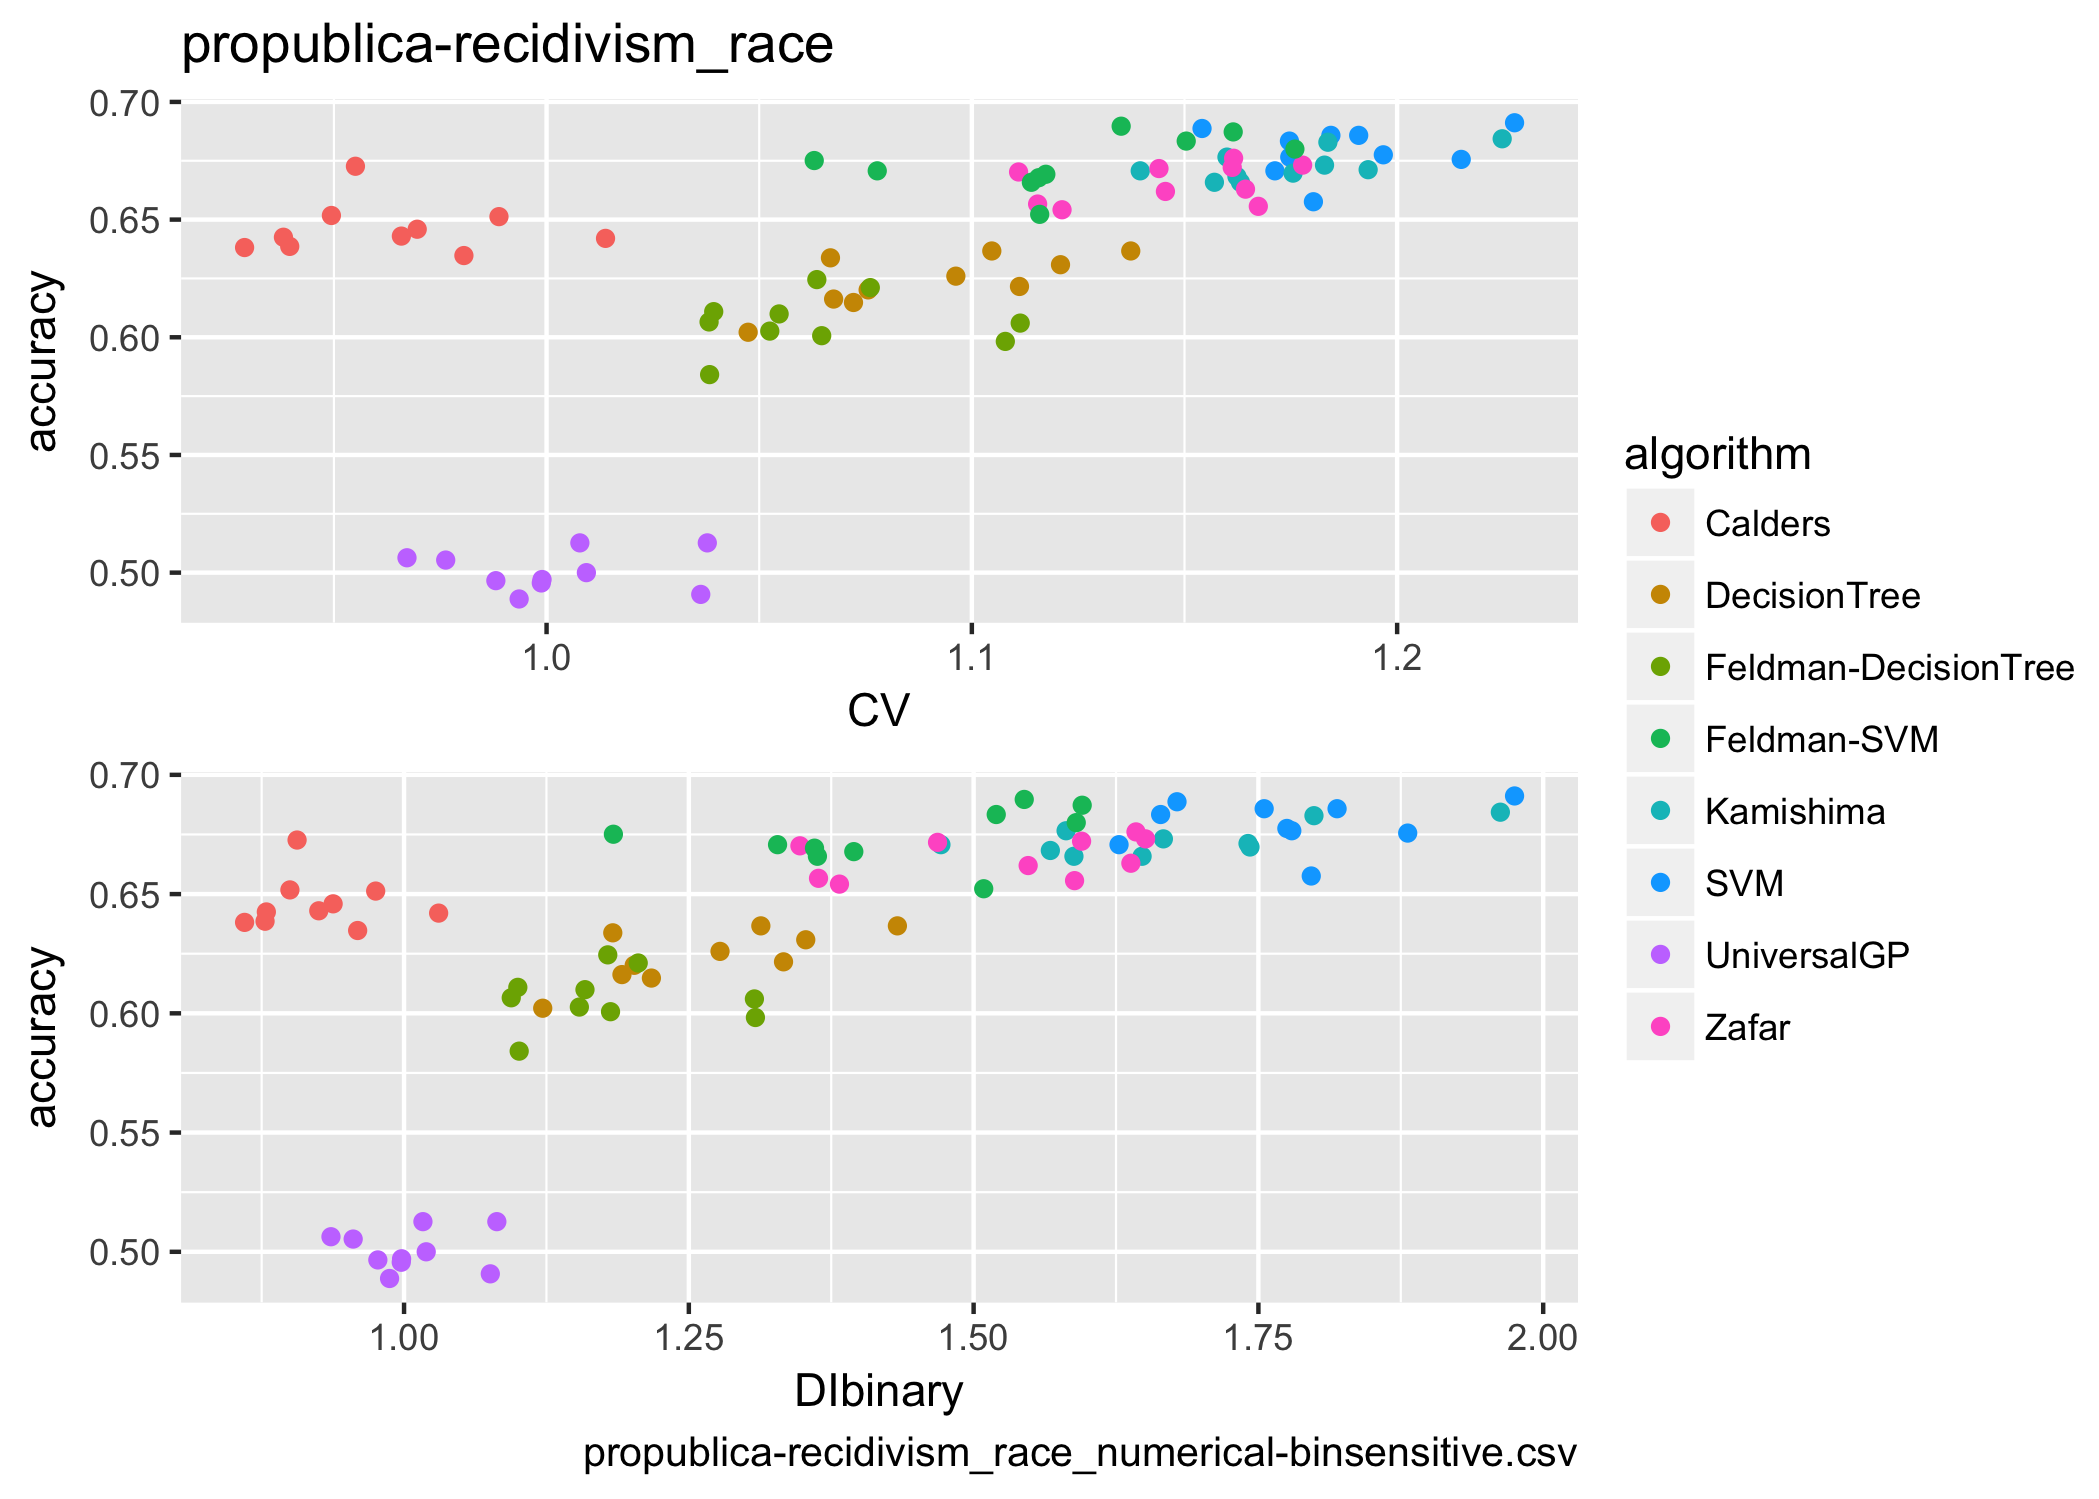 propublica-recidivism_race
0.70
0.65
0.60
0.55
0.50
accuracy
1.0 1.1 1.2
CV
0.70
0.65
0.60
0.55
0.50
accuracy
1.00 1.25 1.50 1.75 2.00
DIbinary
propublica-recidivism_race_numerical-binsensitive.csv
algorithm
Calders
DecisionTree
Feldman-DecisionTree
Feldman-SVM
Kamishima
SVM
UniversalGP
Zafar